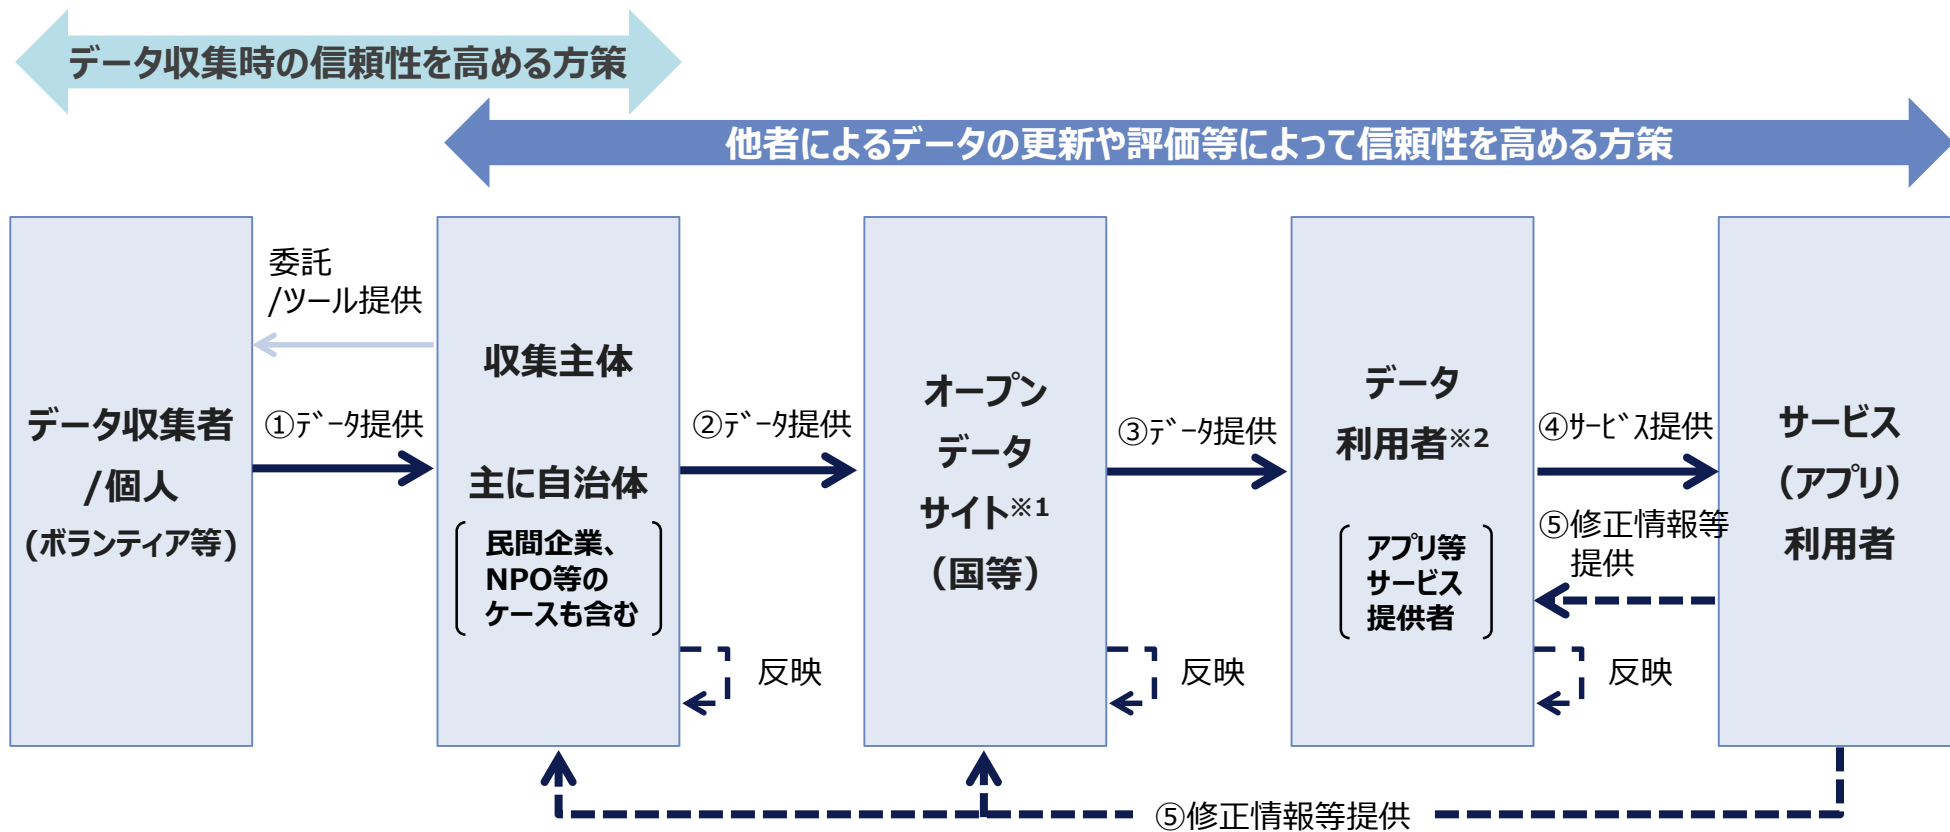 データ収集時の信頼性を高める方策
他者によるデータの更新や評価等によって信頼性を高める方策
データ収集者
/個人
(ボランティア等)
委託
/ツール提供
①ﾃﾞｰﾀ提供
収集主体
主に自治体
民間企業、
NPO等の
ケースも含む
反映
②ﾃﾞｰﾀ提供
オープン
データ
サイト※1
（国等）
反映
③ﾃﾞｰﾀ提供
データ
利用者※2
アプリ等
サービス
提供者
反映
④ｻｰﾋﾞｽ提供
⑤修正情報等
提供
サービス
（アプリ）
利用者
⑤修正情報等提供